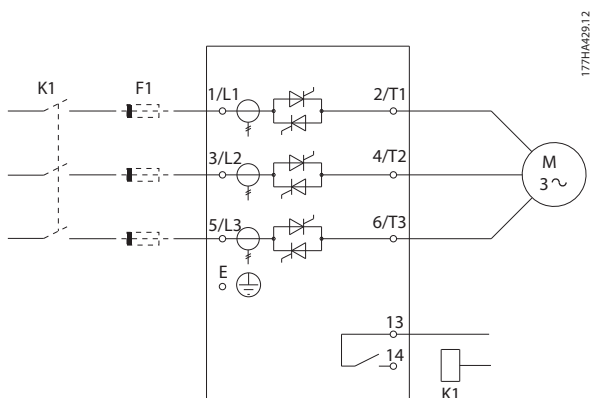 177HA429.12
K1
F1
1/L1
2/T1
3/L2
4/T2
M
3~
5/L3
6/T3
E
13
14
K1